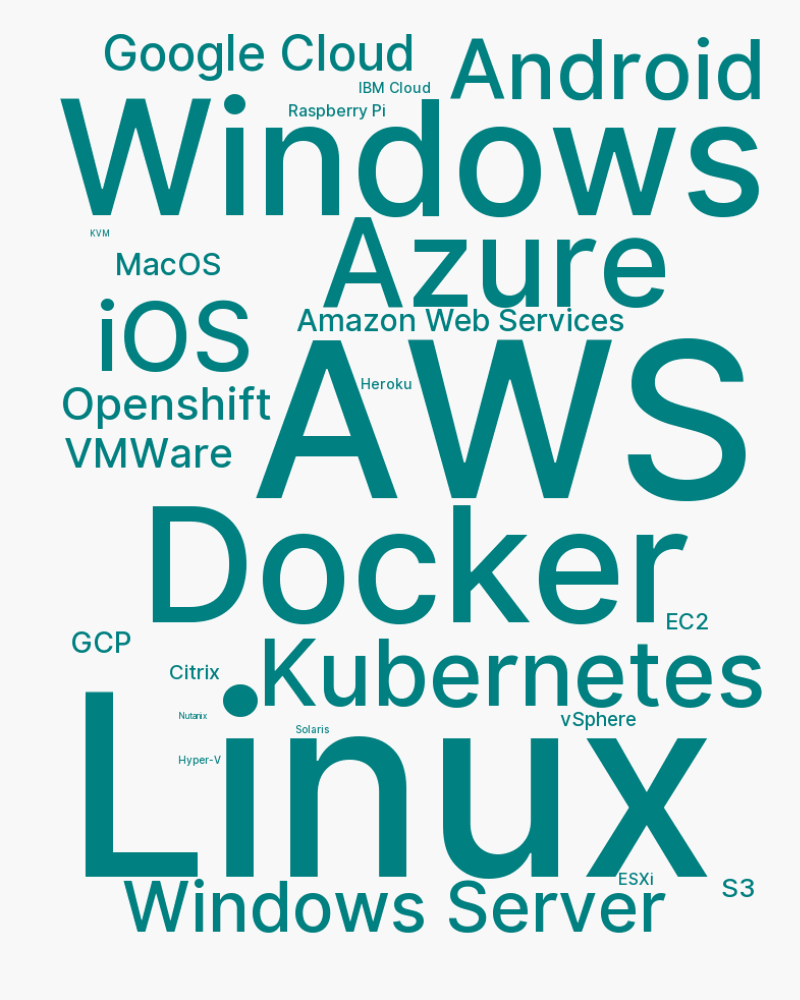 Google Cloud
Android
IBM Cloud
Raspberry Pi
Windows
KVM
Azure
MacOS
iOS
Amazon Web Services
AWS
Heroku
Openshift
VMWare
Docker
EC2
GCP
Kubernetes
Citrix
Nutanix
vSphere
Solaris
Hyper-V
Linux
ESXi
S3
Windows Server